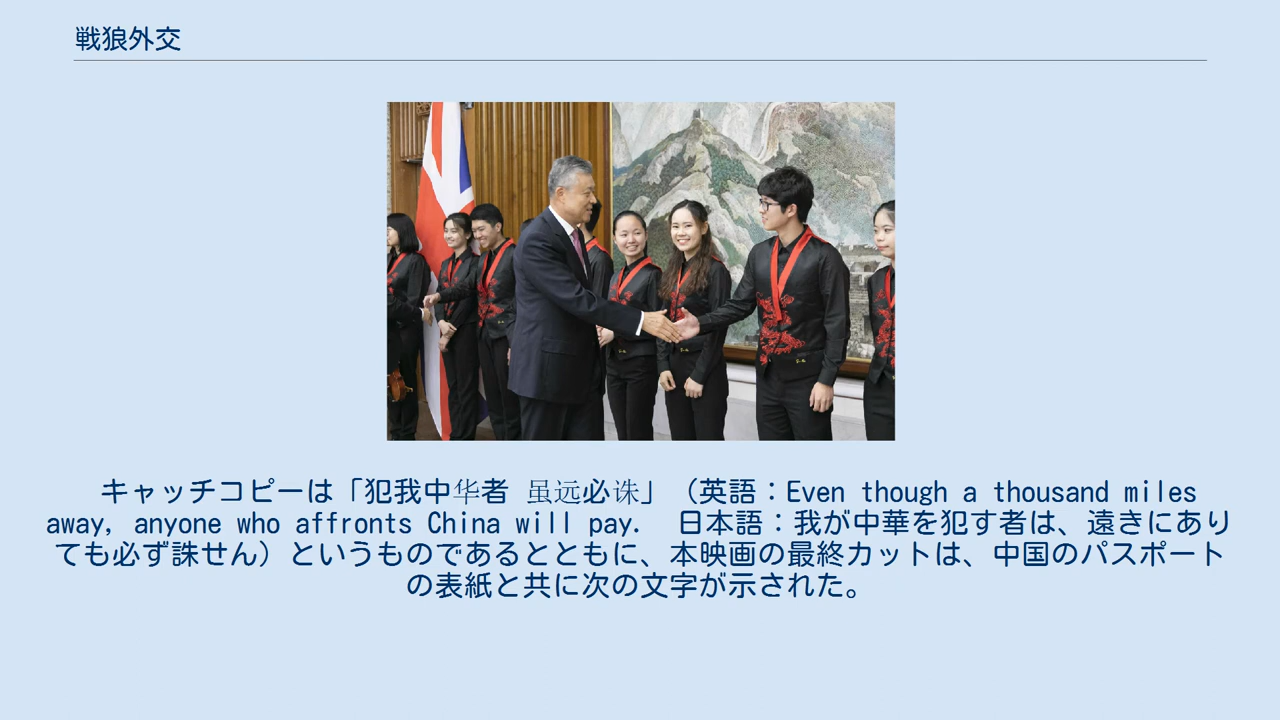 戦狼外交
キャッチコピーは「犯我中华者 虽远必诛」（英語：Even though a thousand miles
away, anyone who affronts China will pay. 日本語：我が中華を犯す者は、遠きにあり
ても必ず誅せん）というものであるとともに、本映画の最終カットは、中国のパスポート
の表紙と共に次の文字が示された。